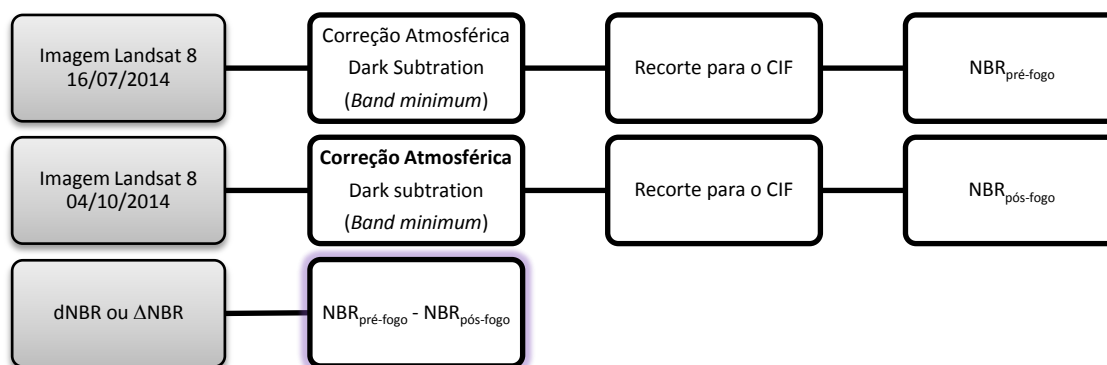 Imagem Landsat 8
16/07/2014
Correção Atmosférica
Dark Subtration
(Band minimum)
Recorte para o CIF
NBRpré-fogo
Imagem Landsat 8
04/10/2014
Correção Atmosférica
Dark subtration
(Band minimum)
Recorte para o CIF
NBRpós-fogo
dNBR ou ΔNBR
NBRpré-fogo - NBRpós-fogo